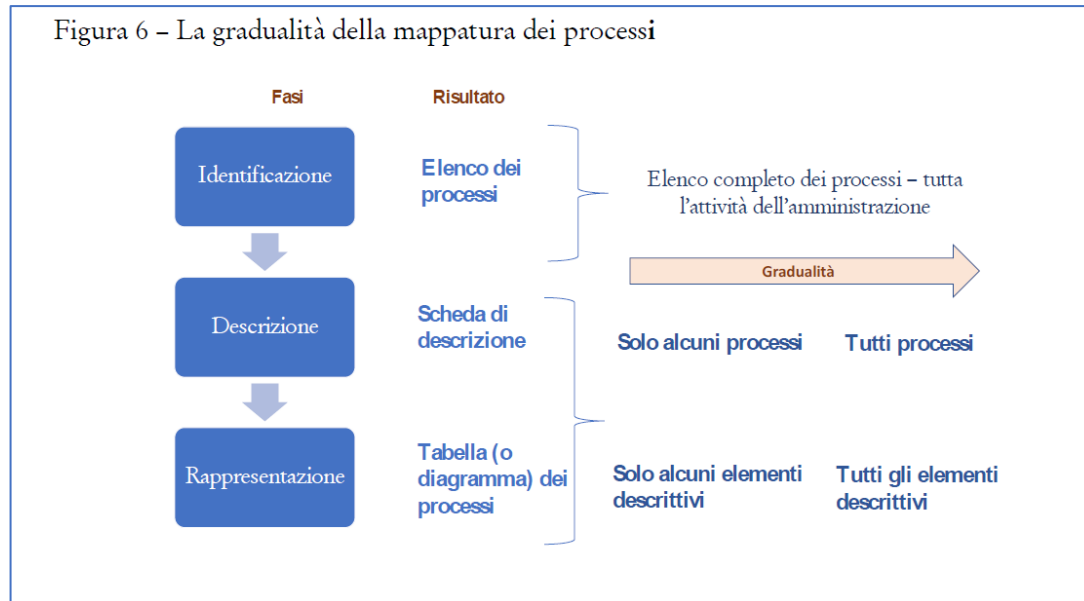 Figura 6 – La gradualità della mappatura dei processi
Fasi
Risultato
Identificazione
Elenco dei
processi
Elenco completo dei processi – tutta
l'attività dell'amministrazione
Gradualità
Descrizione
Scheda di
descrizione
Solo alcuni processi
Tutti processi
Rappresentazione
Tabella (o
diagramma) dei
processi
Solo alcuni elementi
descrittivi
Tutti gli elementi
descrittivi